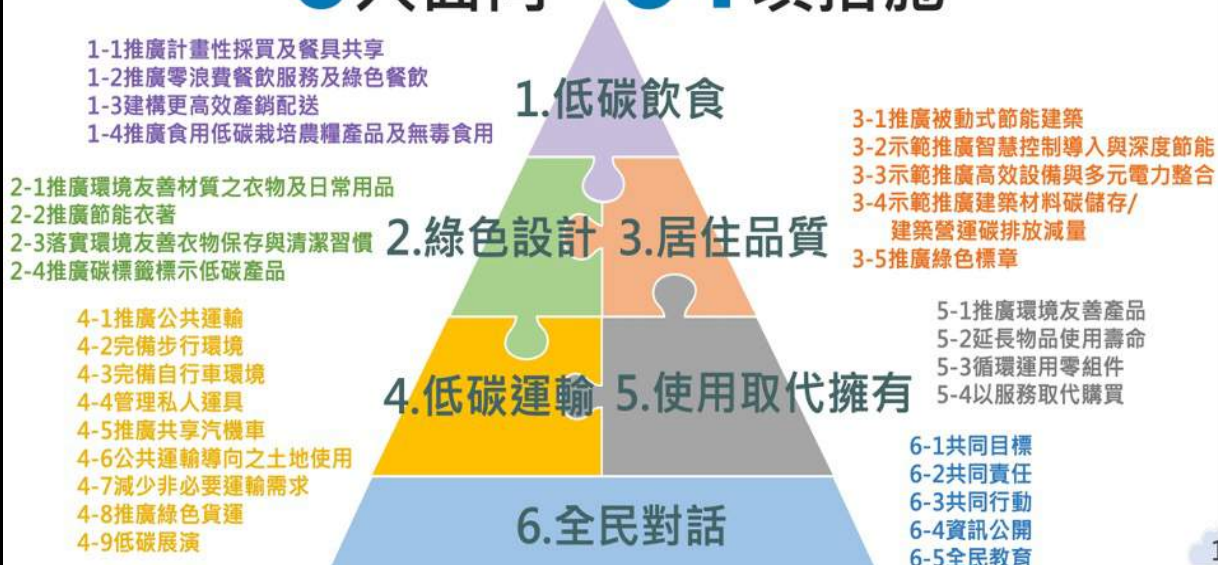 大面向
項措施
1-1推廣計畫性採買及餐具共享
1-2推廣零浪費餐飲服務及綠色餐飲
1-3建構更高效產銷配送
1-4推廣食用低碳栽培農糧產品及無毒食用
1.低碳飲食
3-1推廣被動式節能建築
3-2示範推廣智慧控制導入與深度節能
3-3示範推廣高效設備與多元電力整合
3-4示範推廣建築材料碳儲存/
建築營運碳排放減量
3-5推廣綠色標章
2-1推廣環境友善材質之衣物及日常用品
2-2推廣節能衣著
2-3落實環境友善衣物保存與清潔習慣
2-4推廣碳標籤標示低碳產品
2.綠色設計
3.居住品質
4-1推廣公共運輸
4-2完備步行環境
4-3完備自行車環境
4-4管理私人運具
4-5推廣共享汽機車
4-6公共運輸導向之土地使用
4-7減少非必要運輸需求
4-8推廣綠色貨運
4-9低碳展演
4.低碳運輸
5.使用取代擁有
5-1推廣環境友善產品
5-2延長物品使用壽命
5-3循環運用零組件
5-4以服務取代購買
6.全民對話
6-1共同目標
6-2共同責任
6-3共同行動
6-4資訊公開
6-5全民教育